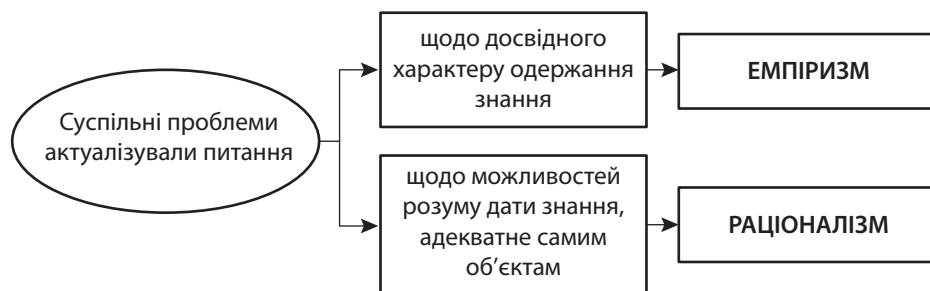 Суспільні проблеми
актуалізували питання
щодо досвідного
характеру одержання
знання
ЕМПІРИЗМ
щодо можливостей
розуму дати знання,
адекватне самим
об’єктам
РАЦІОНАЛІЗМ